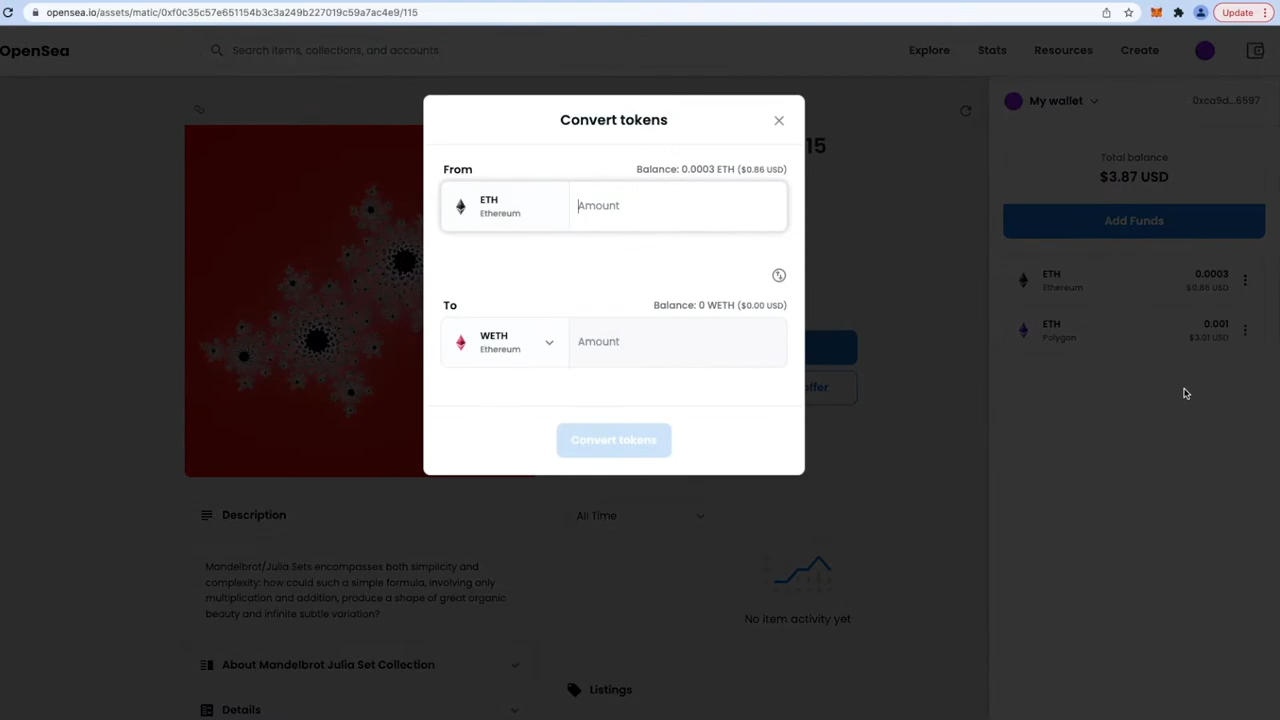 opensea.io/assets/matic/0xf0c35c57e651154b3c3a249b227019c59a7ac4e9/115
Update
OpenSea
Search items, collections, and accounts
Explore
Stats
Resources
Create
My wallet
0xca9d...6597
Total balance
$3.87 USD
Add Funds
ETH
0.0003
Ethereum
$0.86 USD
ETH
0.001
Polygon
$3.01 USD
15
offer
Convert tokens
From
Balance: 0.0003 ETH ($0.86 USD)
ETH
Ethereum
Amount
To
Balance: 0 WETH ($0.00 USD)
WETH
Ethereum
Amount
Convert tokens
Description
Mandelbrot/Julia Sets encompasses both simplicity and
complexity: how could such a simple formula, involving only
multiplication and addition, produce a shape of great organic
beauty and infinite subtle variation?
About Mandelbrot Julia Set Collection
Details
All Time
No item activity yet
Listings